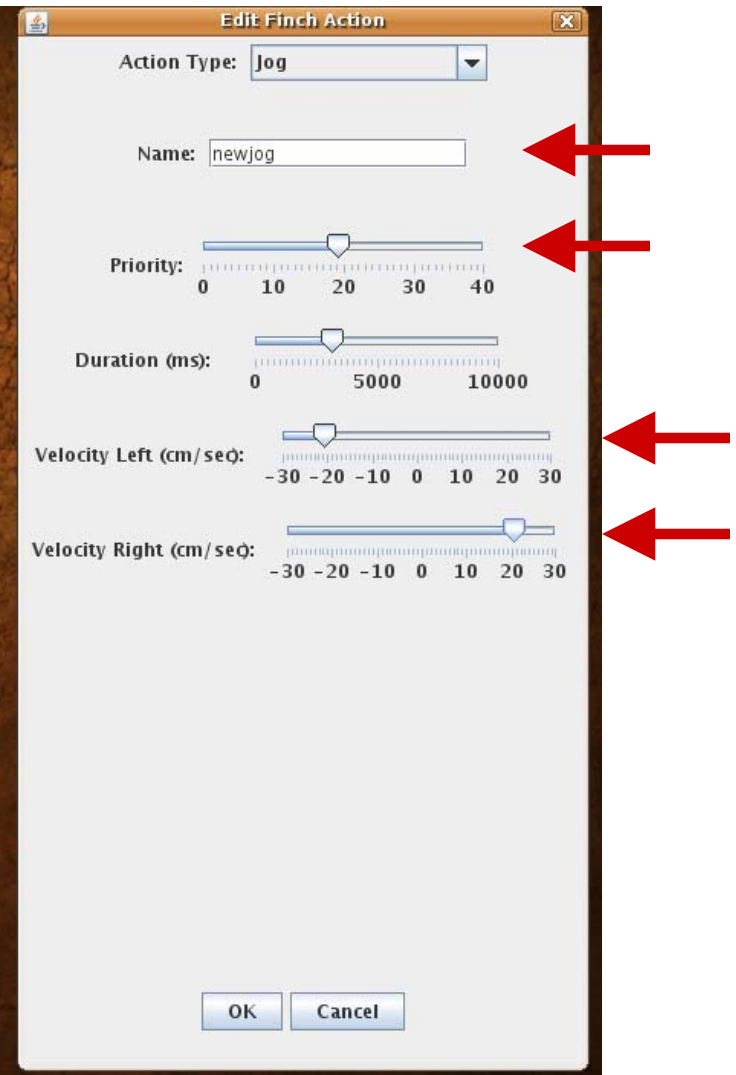 Edit Finch Action
Action Type: Jog
Name: newjog
Priority:
0 10 20 30 40
Duration (ms):
0 5000 10000
Velocity Left (cm/sec):
-30 -20 -10 0 10 20 30
Velocity Right (cm/sec):
-30 -20 -10 0 10 20 30
OK Cancel